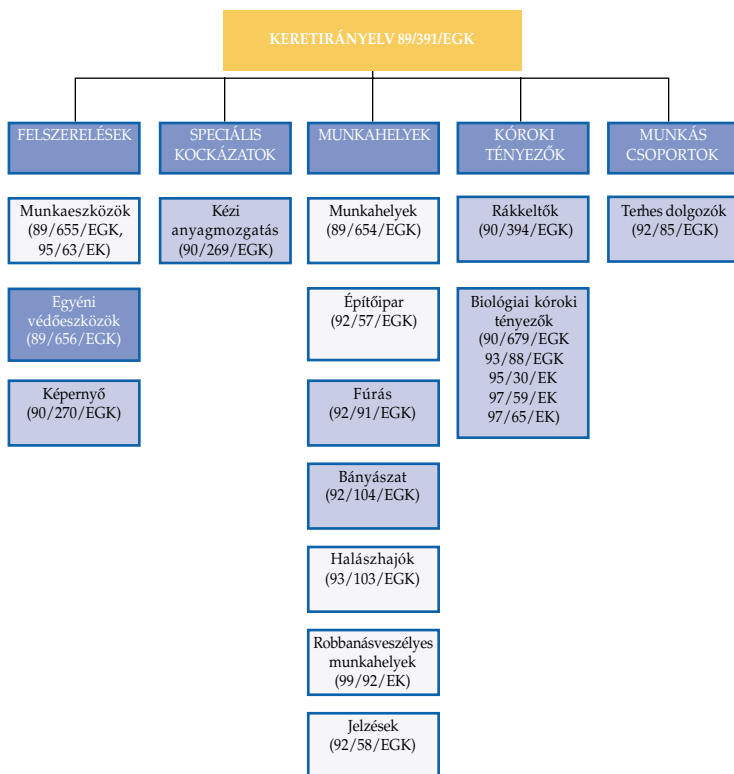 KERETIRÁNYELV 89/391/EGK
FELSZERELÉSEK
SPECIÁLIS
KOCKÁZATOK
MUNKAHELYEK
KÓROKI
TÉNYEZŐK
MUNKÁS
CSOPORTOK
Munkaeszközök
(89/655/EGK,
95/63/EK)
Kézi
anyagmozgatás
(90/269/EGK)
Munkahelyek
(89/654/EGK)
Rákkeltők
(90/394/EGK)
Terhes dolgozók
(92/85/EGK)
Egyéni
védőeszközök
(89/656/EGK)
Építőipar
(92/57/EGK)
Biológiai kóroki
tényezők
(90/679/EGK
93/88/EGK
95/30/EK
97/59/EK
97/65/EK)
Képernyő
(90/270/EGK)
Fúrás
(92/91/EGK)
Bányászat
(92/104/EGK)
Halászhajók
(93/103/EGK)
Robbanásveszélyes
munkahelyek
(99/92/EK)
Jelzések
(92/58/EGK)